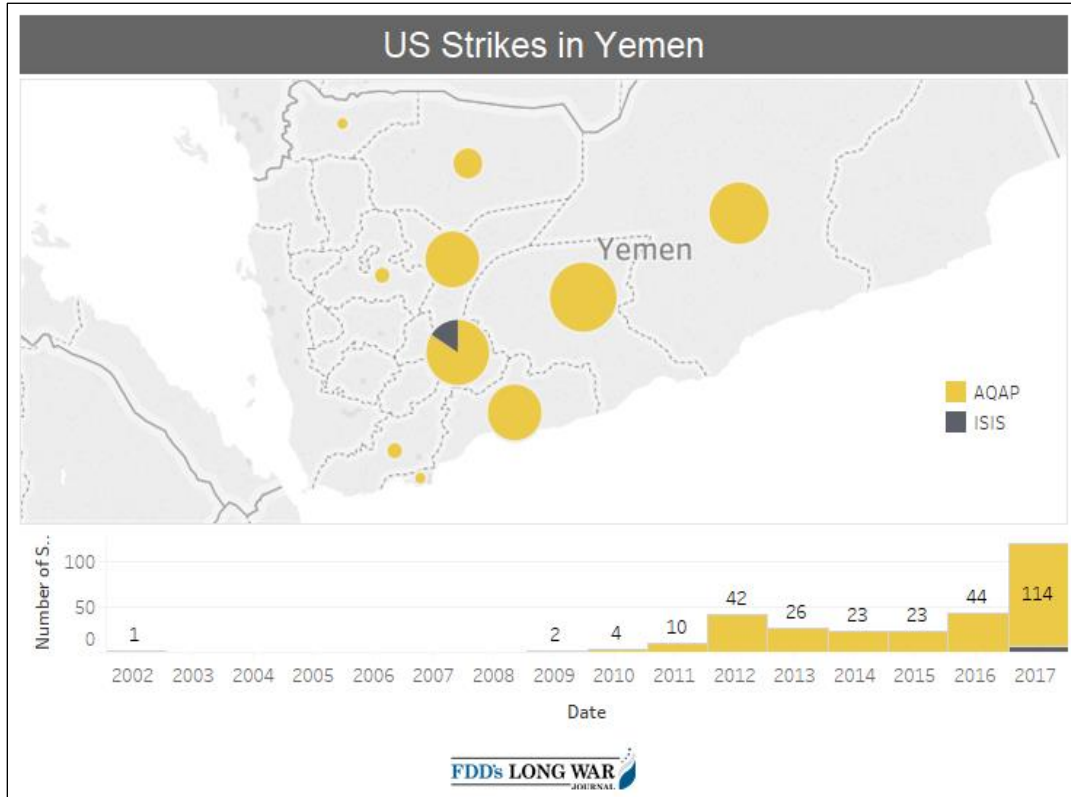 US Strikes in Yemen
Yemen
AQAP
ISIS
Number of S..
100
50
0
1
2
4
10
42
26
23
23
44
114
2002 2003 2004 2005 2006 2007 2008 2009 2010 2011 2012 2013 2014 2015 2016 2017
Date
FDD's LONG WAR
JOURNAL